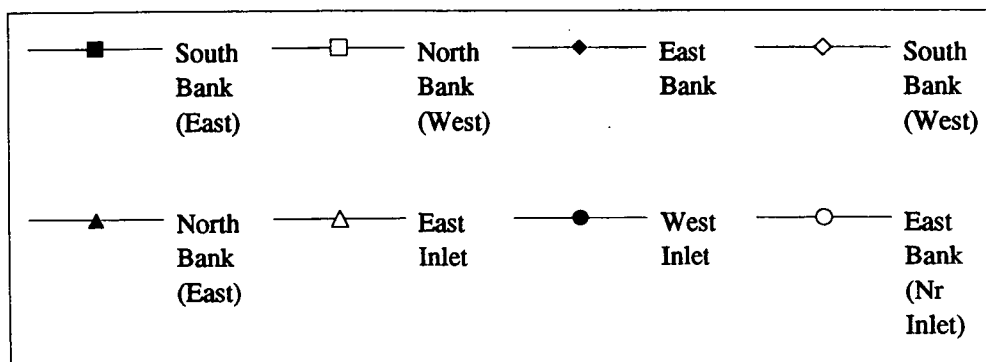 South
Bank
(East)
North
Bank
(West)
East
Bank
South
Bank
(West)
North
Bank
(East)
East
Inlet
West
Inlet
East
Bank
(Nr
Inlet)